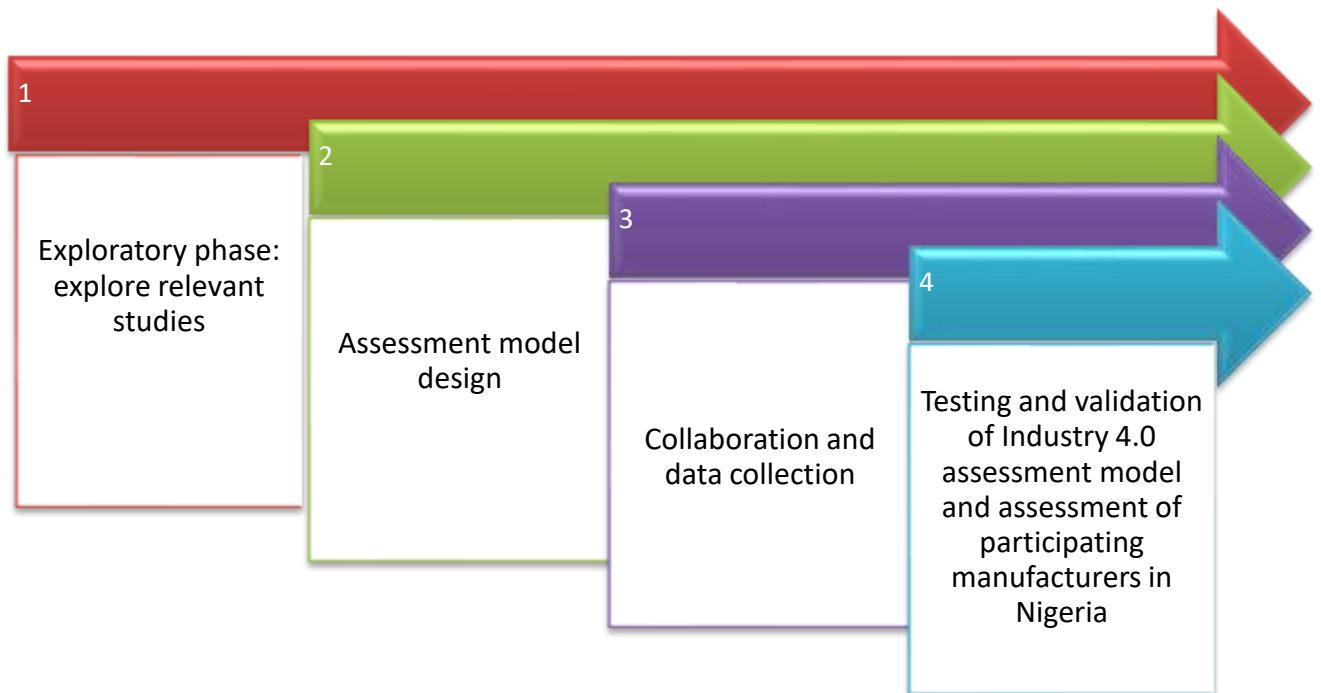 1
Exploratory phase:
explore relevant
studies
2
Assessment model
design
3
Collaboration and
data collection
4
Testing and validation
of Industry 4.0
assessment model
and assessment of
participating
manufacturers in
Nigeria